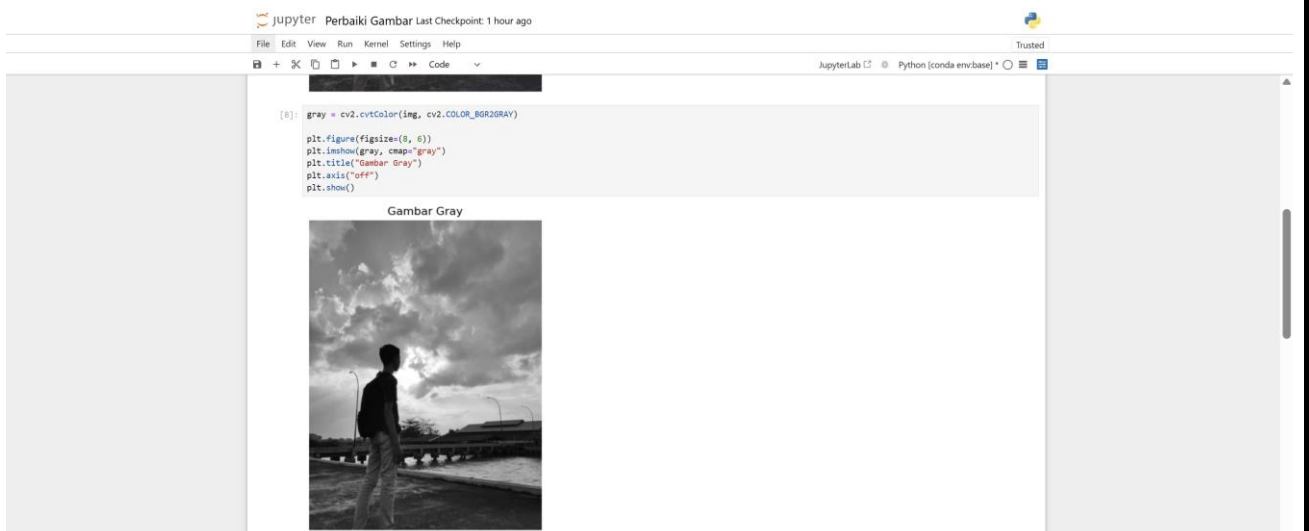 jupyter Perbaiki Gambar Last Checkpoint: 1 hour ago
File Edit View Run Kernel Settings Help
Trusted
Code
JupyterLab
Python [conda env:base] *
[8]: gray = cv2.cvtColor(img, cv2.COLOR_BGR2GRAY)
plt.figure(figsize=(8, 6))
plt.imshow(gray, cmap="gray")
plt.title("Gambar Gray")
plt.axis("off")
plt.show()
Gambar Gray